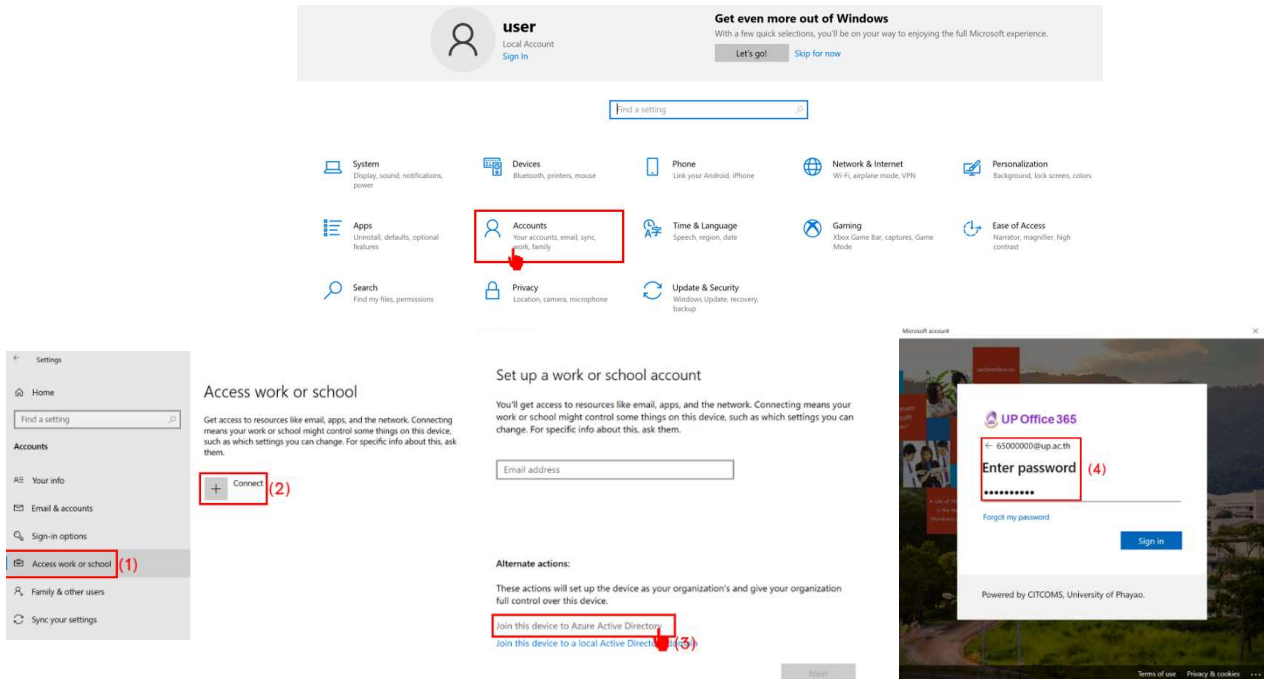 user
Local Account
Sign In
Get even more out of Windows
With a few quick selections, you'll be on your way to enjoying the full Microsoft experience.
Let's go!
Skip for now
Find a setting
System
Display, sound, notifications,
power
Devices
Bluetooth, printers, mouse
Phone
Link your Android, iPhone
Network & Internet
Wi-Fi, airplane mode, VPN
Personalization
Background, lock screen, colors
Apps
Uninstall, defaults, optional
features
Accounts
Your accounts, email, sync,
work, family
Time & Language
Speech, region, date
Gaming
Xbox Game Bar, captures, Game
Mode
Ease of Access
Narrator, magnifier, high
contrast
Search
Find my files, permissions
Privacy
Location, camera, microphone
Update & Security
Windows Update, recovery,
backup
Settings
Home
Find a setting
Accounts
Your info
Email & accounts
Sign-in options
Access work or school (1)
Family & other users
Sync your settings
Access work or school
Get access to resources like email, apps, and the network. Connecting
means your work or school might control some things on this device,
such as which settings you can change. For specific info about this, ask
them.
Connect (2)
Set up a work or school account
You'll get access to resources like email, apps, and the network. Connecting means your
work or school might control some things on this device, such as which settings you can
change. For specific info about this, ask them.
Email address
Alternate actions:
These actions will set up the device as your organization's and give your organization
full control over this device.
Join this device to Azure Active Directory
Join this device to a local Active Directory domain (3)
Next
Microsoft account
UP Office 365
65000000@up.ac.th
Enter password (4)
Forgot my password
Sign in
Powered by CITCOMS, University of Phayao.
Terms of use Privacy & cookies